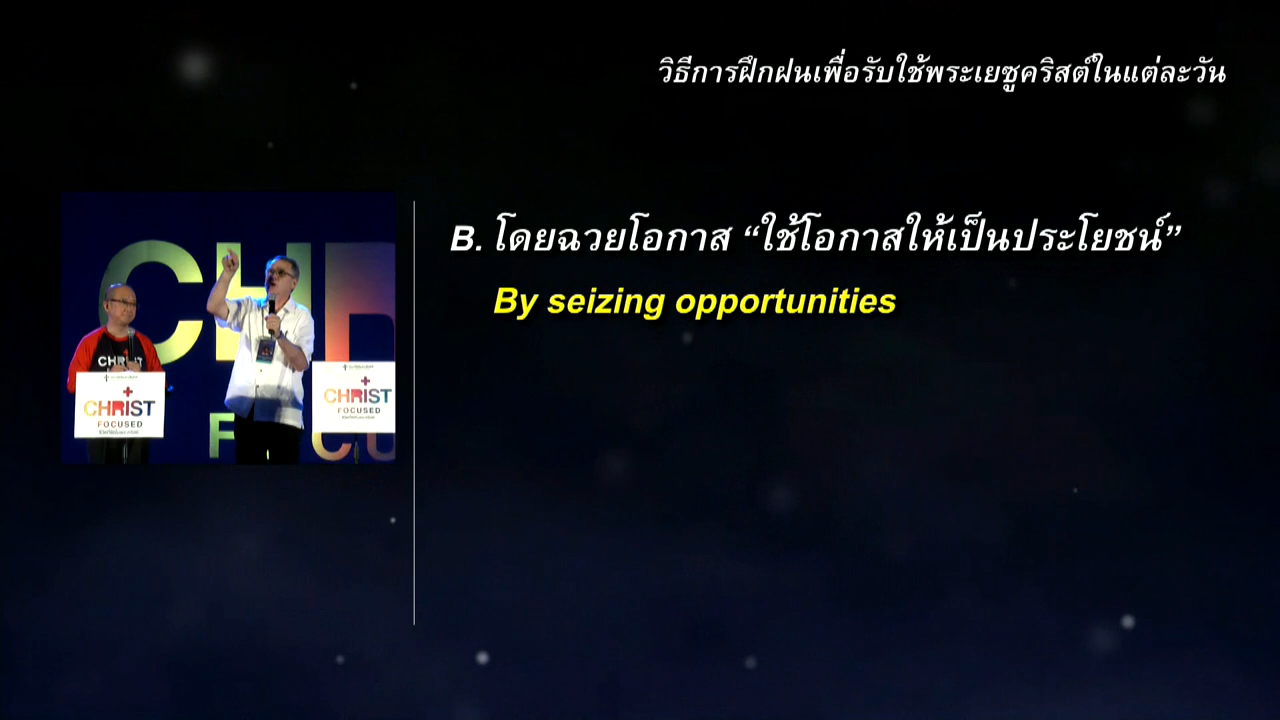 วิธีการฝึกฝนเพื่อรับใช้พระเยซูคริสต์ในแต่ละวัน
B. โดยฉวยโอกาส “ใช้โอกาสให้เป็นประโยชน์”
By seizing opportunities
CHR
CHRIST
CHRIST
FOCUSED
CHRIST
FOCUSED
FOCU